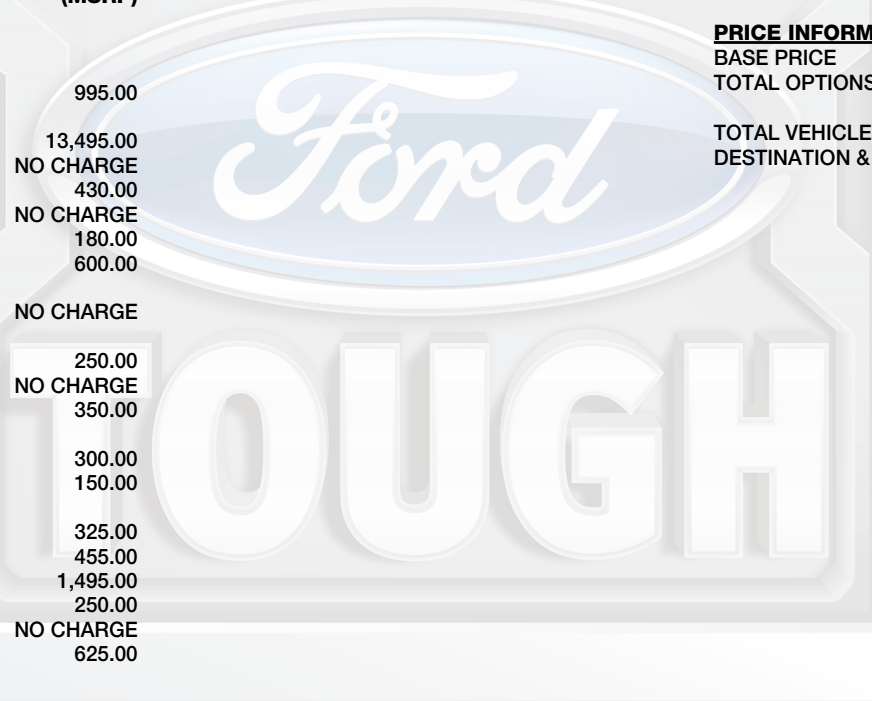 (MSRP)
995.00
13,495.00
NO CHARGE
430.00
NO CHARGE
180.00
600.00
NO CHARGE
250.00
NO CHARGE
350.00
300.00
150.00
325.00
455.00
1,495.00
250.00
NO CHARGE
625.00
PRICE INFORM
BASE PRICE
TOTAL OPTIONS
TOTAL VEHICLE
DESTINATION &
Ford
TOUGH